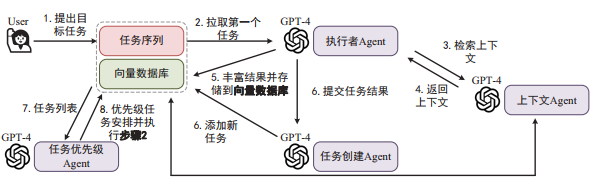 User
1. 提出目
标任务
任务序列
向量数据库
2. 拉取第一个
任务
GPT-4
执行者Agent
3. 检索上下
文
4. 返回
上下文
GPT-4
上下文Agent
5. 丰富结果并存
储到向量数据库
6. 提交任务结果
6. 添加新
任务
GPT-4
任务创建Agent
7. 任务列表
8. 优先级任
务安排并执
行步骤2
GPT-4
任务优先级
Agent